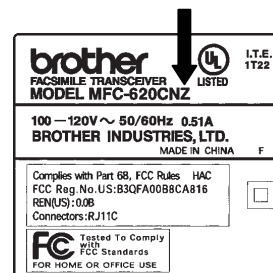 brother
UL
LISTED
I.T.E.
1T22
FACSIMILE TRANSCEIVER
MODEL MFC-620CNZ
100—120V～ 50/60Hz 0.51A
BROTHER INDUSTRIES, LTD.
MADE IN CHINA F
Complies with Part 68, FCC Rules HAC
FCC Reg.No.US:B3QFA00B8CA816
REN(US):0.0B
Connectors:RJ11C
FC Tested To Comply
with
FCC Standards
FOR HOME OR OFFICE USE